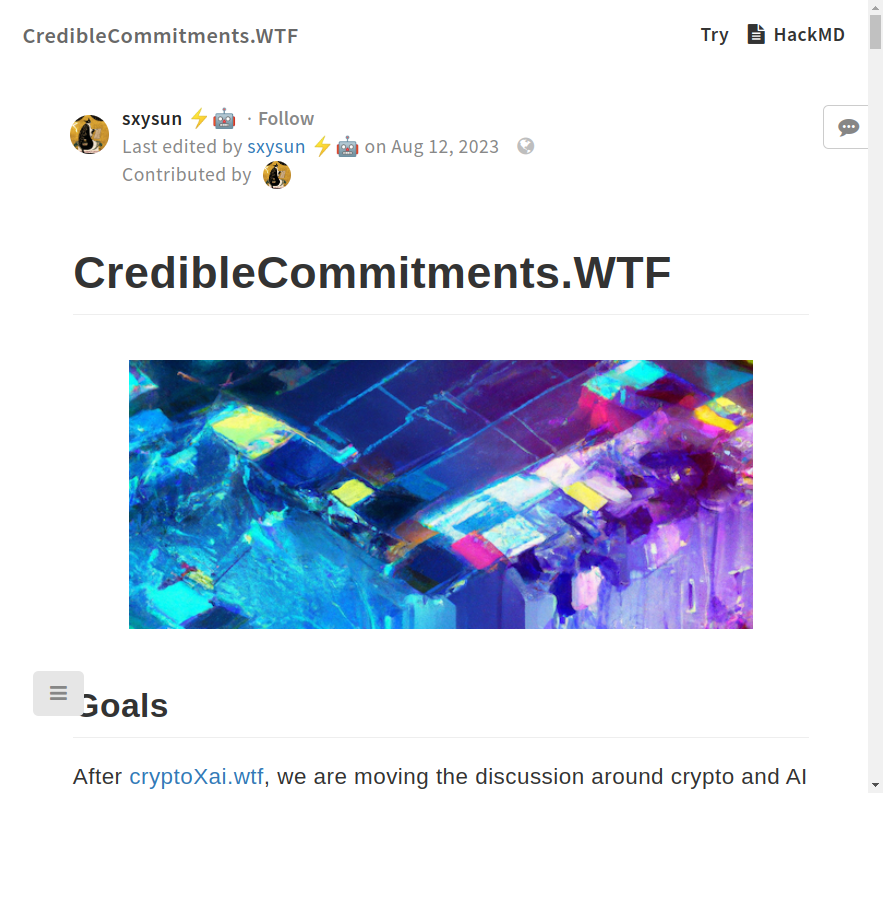 CredibleCommitments.WTF
Try HackMD
sxysun ⚡🤖 · Follow
Last edited by sxysun ⚡🤖 on Aug 12, 2023
Contributed by
CredibleCommitments.WTF
Goals
After cryptoXai.wtf, we are moving the discussion around crypto and AI